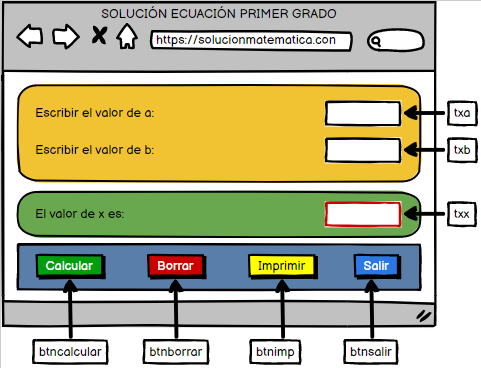 SOLUCIÓN ECUACIÓN PRIMER GRADO
https://solucionmatematica.con
Escribir el valor de a:
txa
Escribir el valor de b:
txb
El valor de x es:
txx
Calcular
Borrar
Imprimir
Salir
btncalcular
btnborrar
btnimp
btnsalir